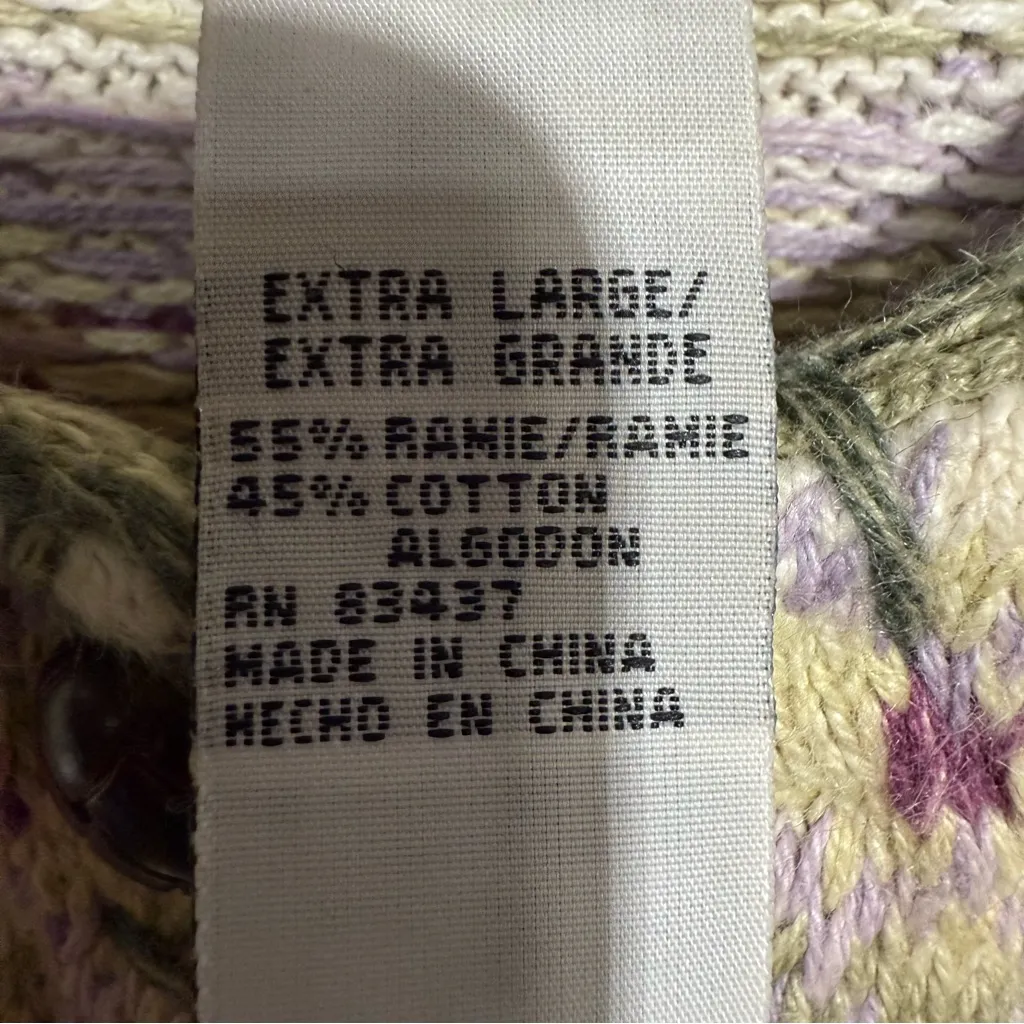 EXTRA LARGE/
EXTRA GRANDE
55% RAMIE/RAMIE
45% COTTON
ALGODON
RN 83437
MADE IN CHINA
HECHO EN CHINA